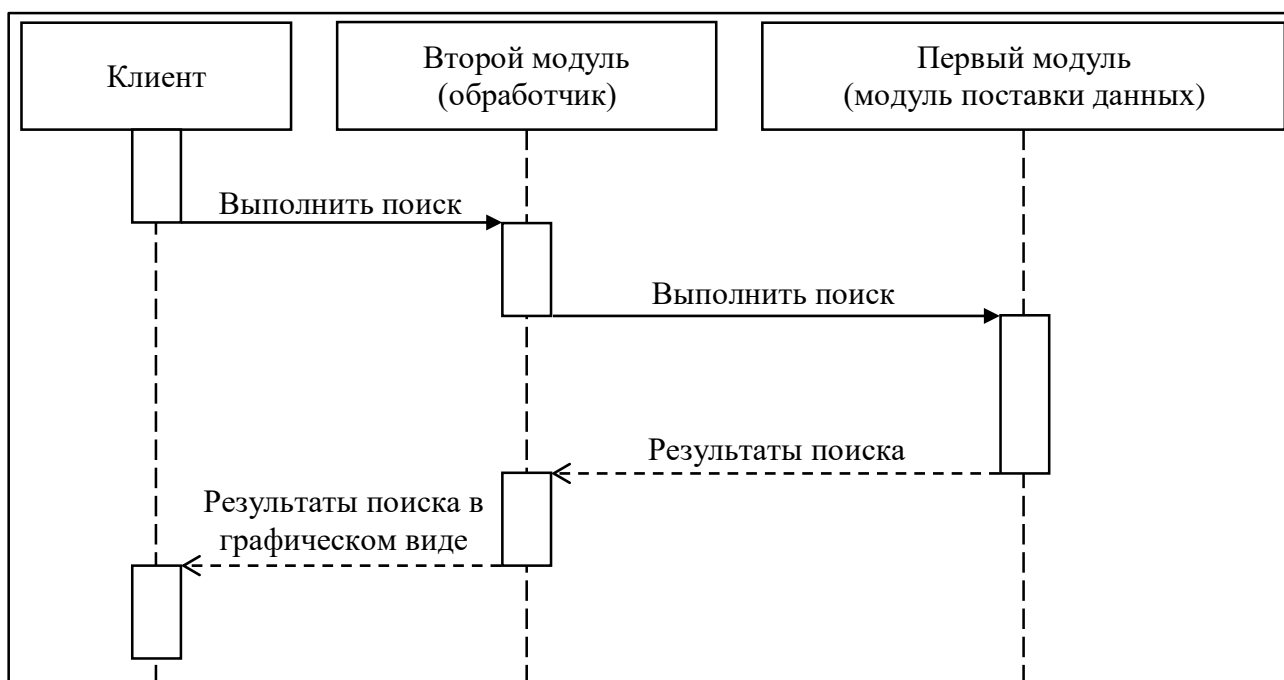 Клиент
Второй модуль
(обработчик)
Первый модуль
(модуль поставки данных)
Выполнить поиск
Выполнить поиск
Результаты поиска
Результаты поиска в
графическом виде